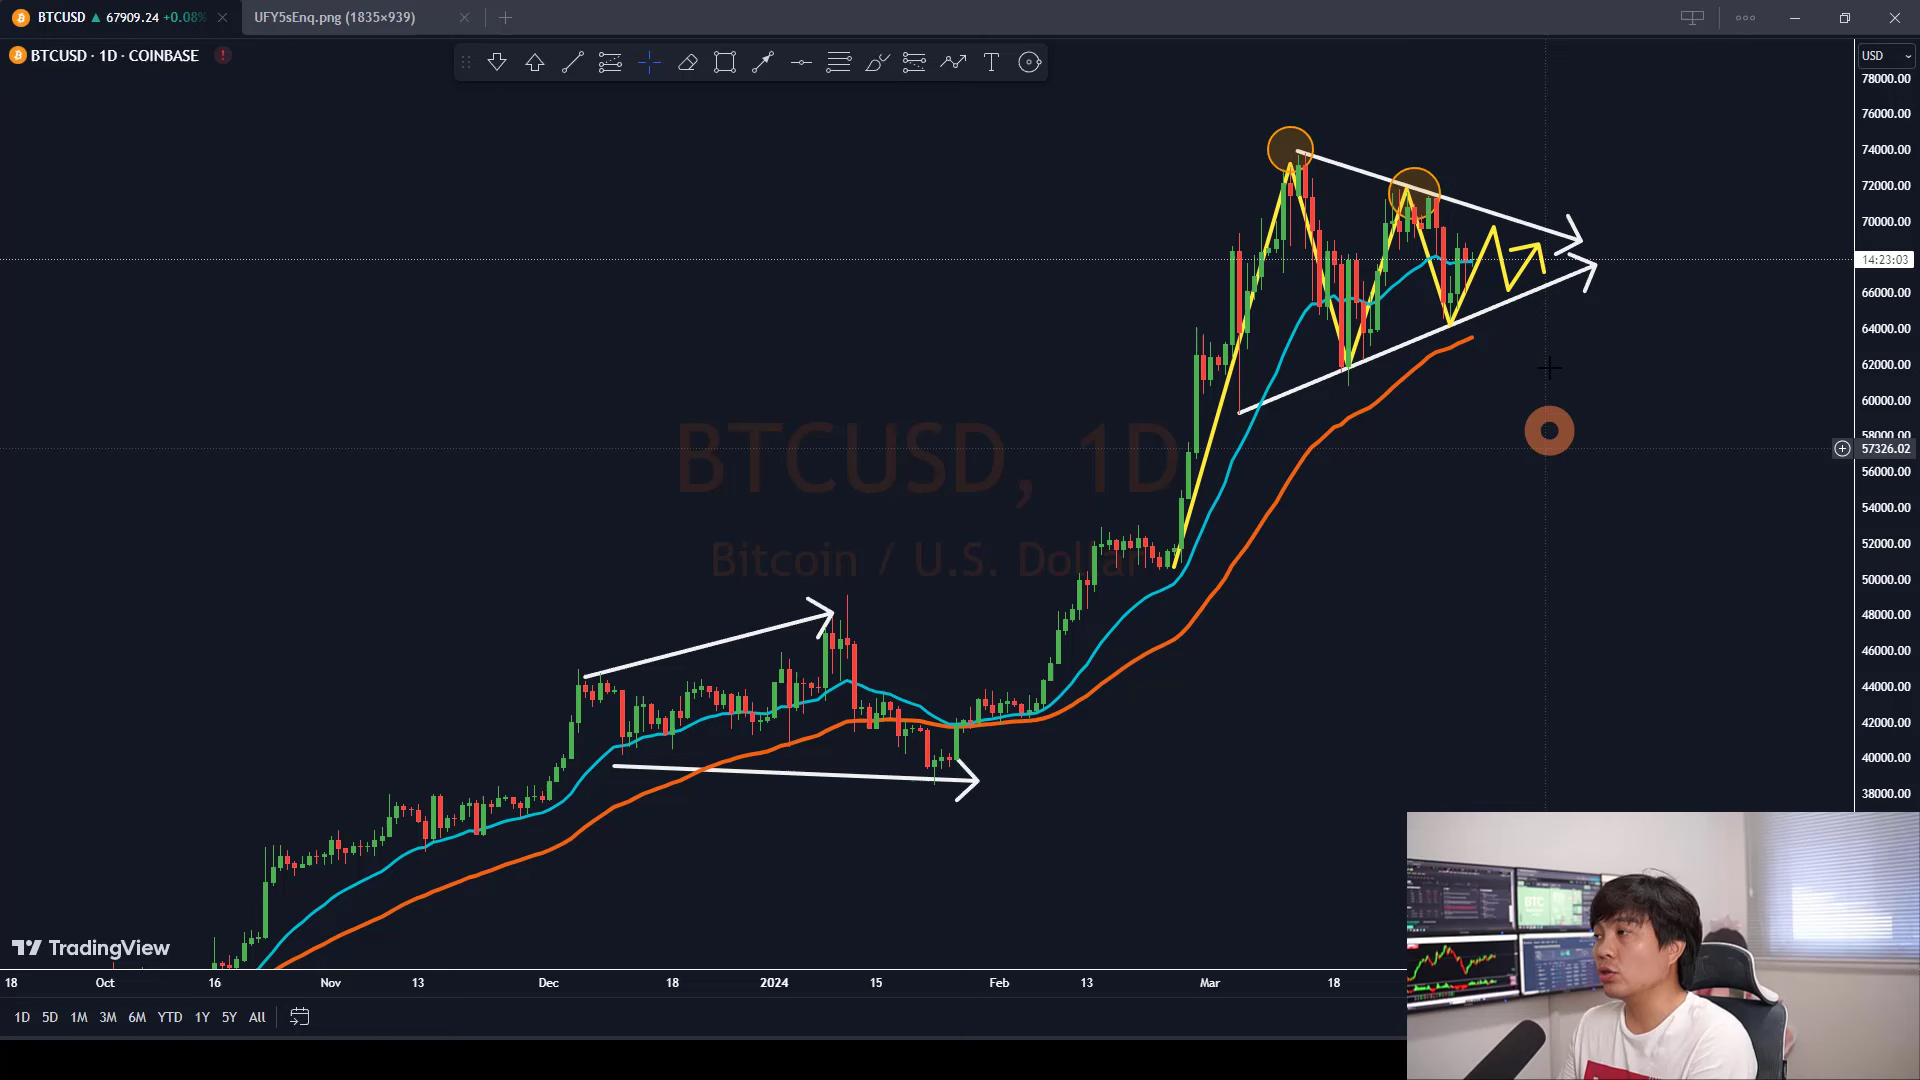 BTCUSD ▲ 67909.24 +0.08%
UFY5sEnq.png (1835×939)
BTCUSD · 1D · COINBASE
!
T
USD
78000.00
76000.00
74000.00
72000.00
70000.00
14:23:03
66000.00
64000.00
62000.00
60000.00
58000.00
57326.02
56000.00
54000.00
52000.00
50000.00
48000.00
46000.00
44000.00
42000.00
40000.00
38000.00
BTCUSD, 1D
Bitcoin / U.S. Dollar
TradingView
18 Oct 16 Nov 13 Dec 18 2024 15 Feb 13 Mar 18
1D 5D 1M 3M 6M YTD 1Y 5Y All
BTC